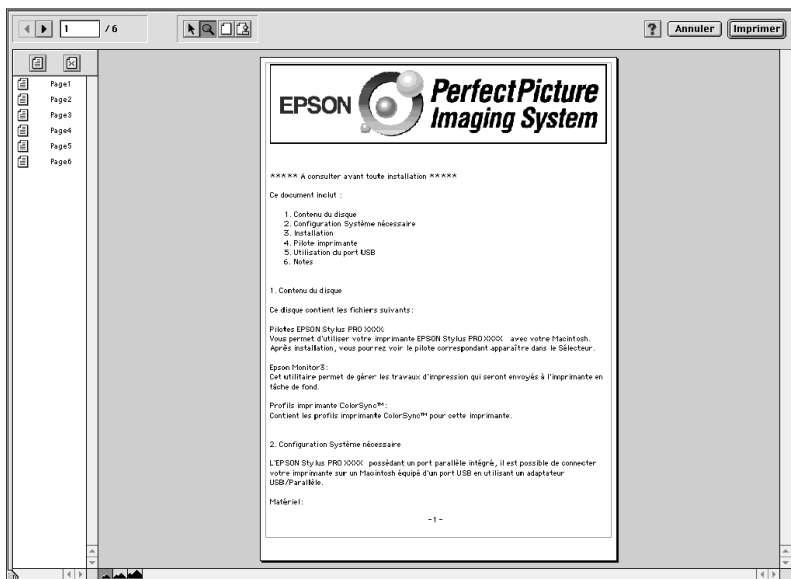 1 / 6
? Annuler Imprimer
Page1
Page2
Page3
Page4
Page5
Page6
EPSON PerfectPicture
Imaging System
***** A consulter avant toute installation *****
Ce document inclut :
1. Contenu du disque
2. Configuration Système nécessaire
3. Installation
4. Pilote imprimante
5. Utilisation du port USB
6. Notes
1. Contenu du disque
Ce disque contient les fichiers suivants:
Pilotes EPSON Stylus PRO XXXX:
Vous permet d'utiliser votre imprimante EPSON Stylus PRO XXXX avec votre Macintosh.
Après installation, vous pourrez voir le pilote correspondant apparaître dans le Sélecteur.
Epson Monitor3:
Cet utilitaire permet de gérer les travaux d'impression qui seront envoyés à l'imprimante en
tâche de fond.
Profils imprimante ColorSync™:
Contient les profils imprimante ColorSync™ pour cette imprimante.
2. Configuration Système nécessaire
L'EPSON Stylus PRO XXXX possèdant un port parallèle intégré, il est possible de connecter
votre imprimante sur un Macintosh équipé d'un port USB en utilisant un adaptateur
USB/Parallèle.
Matériel:
-1-